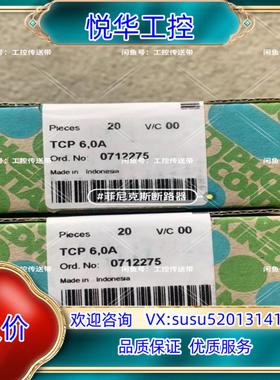 悦华工控
闲鱼号：工控传送带
闲鱼号：工控传送带
Pieces 20 V/C 00
TCP 6,0A
Ord. No: 0712275
Made in Indonesia
#菲尼克斯断路器
Pieces 20 V/C 00
TCP 6,0A
Ord. No: 0712275
Made in Indonesia
价
欢迎咨询 VX:susu52013141
品质保证 优质服务